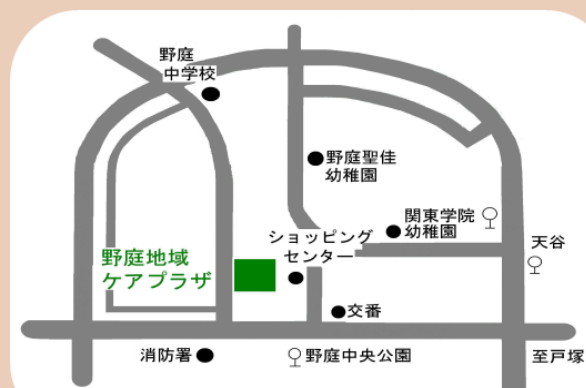 野庭
中学校
野庭聖佳
幼稚園
関東学院
幼稚園
天谷
ショッピング
センター
野庭地域
ケアプラザ
交番
消防署
野庭中央公園
至戸塚